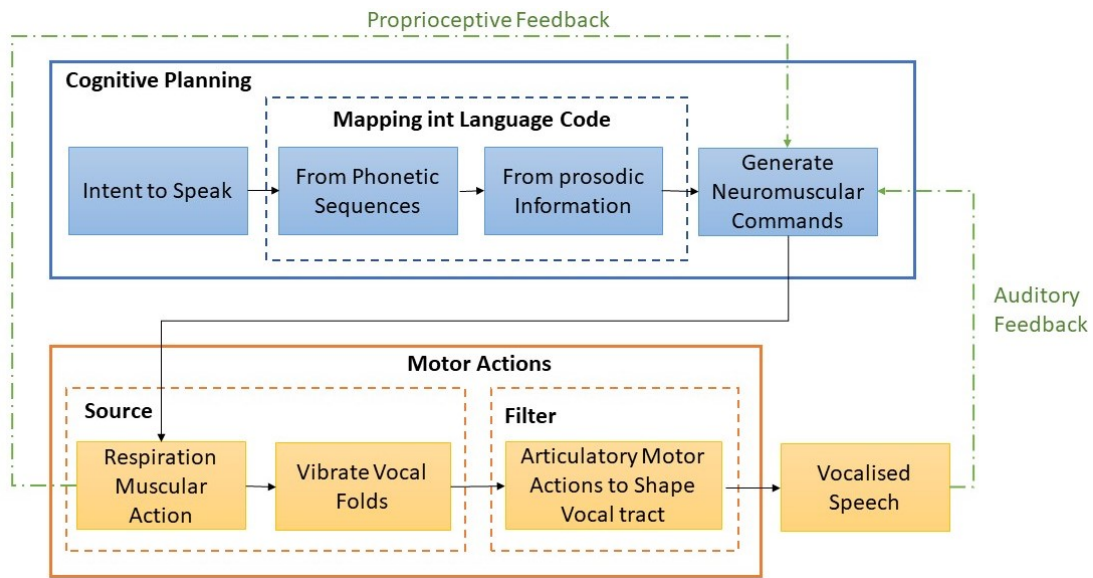 Proprioceptive Feedback
Cognitive Planning
Mapping int Language Code
Intent to Speak
From Phonetic
Sequences
From prosodic
Information
Generate
Neuromuscular
Commands
Auditory
Feedback
Motor Actions
Source
Filter
Respiration
Muscular
Action
Vibrate Vocal
Folds
Articulatory Motor
Actions to Shape
Vocal tract
Vocalised
Speech